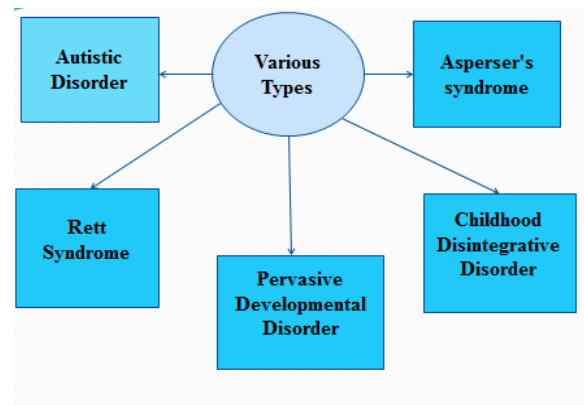 Autistic
Disorder
Various
Types
Asperser's
syndrome
Rett
Syndrome
Pervasive
Developmental
Disorder
Childhood
Disintegrative
Disorder